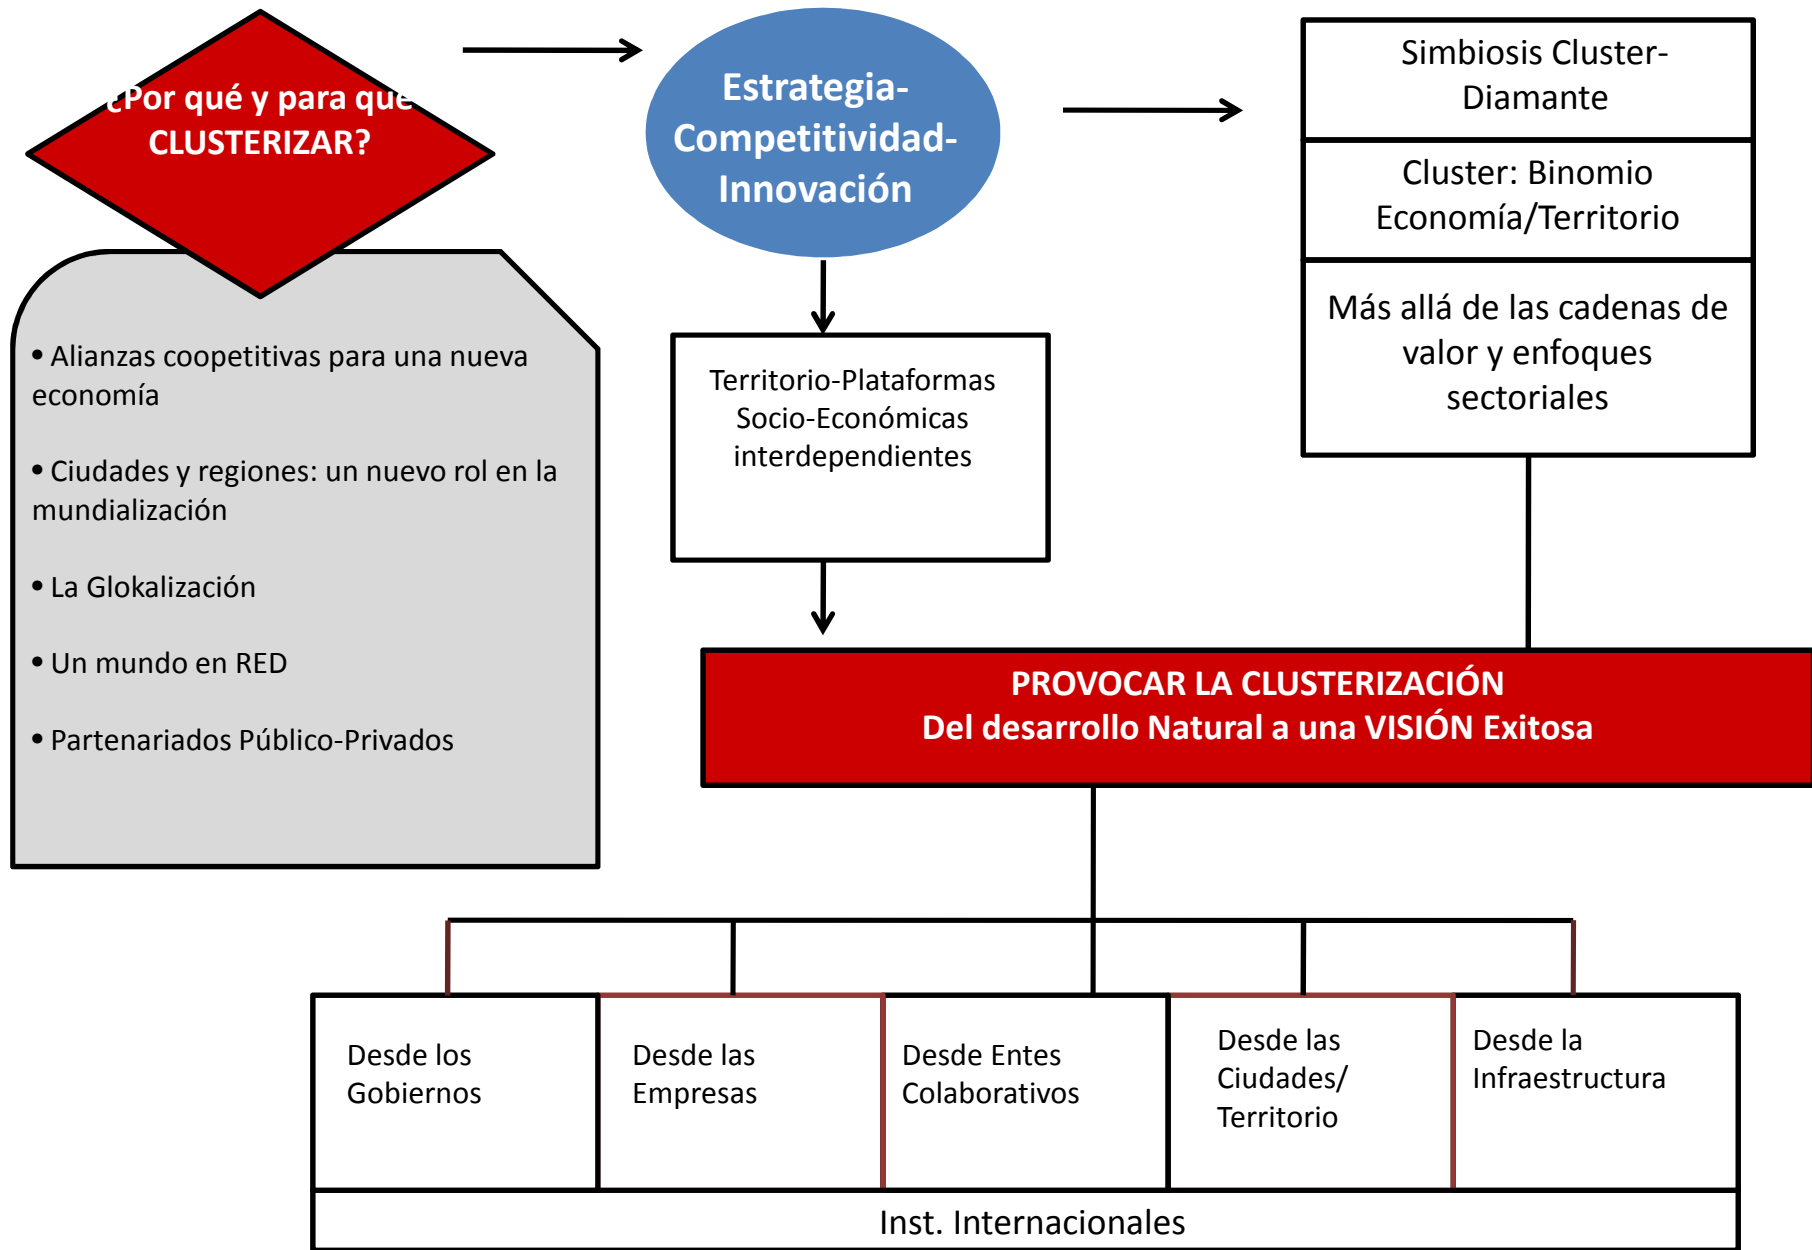 ¿Por qué y para qué
CLUSTERIZAR?
Estrategia-
Competitividad-
Innovación
Simbiosis Cluster-
Diamante
Cluster: Binomio
Economía/Territorio
Más allá de las cadenas de
valor y enfoques
sectoriales
• Alianzas coopetitivas para una nueva
economía
• Ciudades y regiones: un nuevo rol en la
mundialización
• La Glokalización
• Un mundo en RED
• Partenariados Público-Privados
Territorio-Plataformas
Socio-Económicas
interdependientes
PROVOCAR LA CLUSTERIZACIÓN
Del desarrollo Natural a una VISIÓN Exitosa
Desde los
Gobiernos
Desde las
Empresas
Desde Entes
Colaborativos
Desde las
Ciudades/
Territorio
Desde la
Infraestructura
Inst. Internacionales